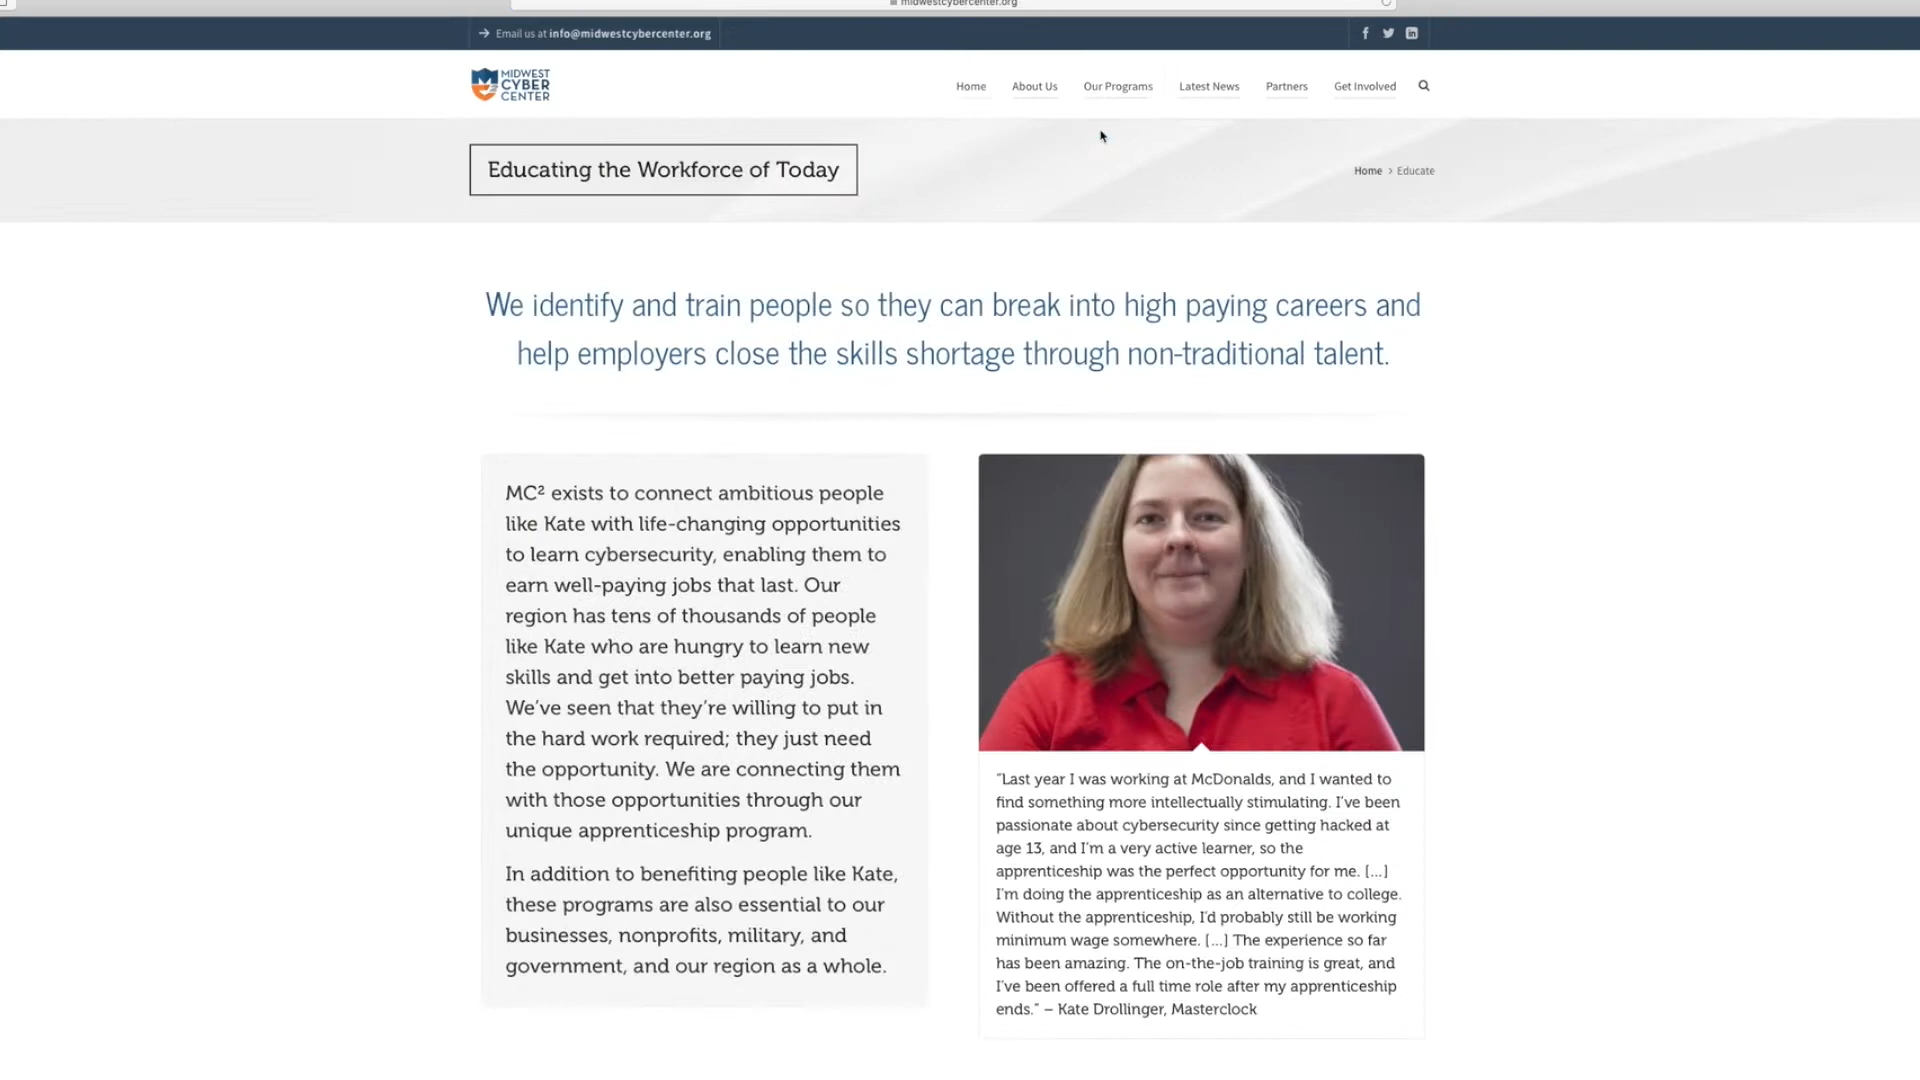 midwestcybercenter.org
Email us at info@midwestcybercenter.org
MIDWEST
CYBER
CENTER
Home About Us Our Programs Latest News Partners Get Involved
Educating the Workforce of Today
Home > Educate
We identify and train people so they can break into high paying careers and
help employers close the skills shortage through non-traditional talent.
MC² exists to connect ambitious people
like Kate with life-changing opportunities
to learn cybersecurity, enabling them to
earn well-paying jobs that last. Our
region has tens of thousands of people
like Kate who are hungry to learn new
skills and get into better paying jobs.
We’ve seen that they’re willing to put in
the hard work required; they just need
the opportunity. We are connecting them
with those opportunities through our
unique apprenticeship program.
In addition to benefiting people like Kate,
these programs are also essential to our
businesses, nonprofits, military, and
government, and our region as a whole.
“Last year I was working at McDonalds, and I wanted to
find something more intellectually stimulating. I’ve been
passionate about cybersecurity since getting hacked at
age 13, and I’m a very active learner, so the
apprenticeship was the perfect opportunity for me. [...]
I’m doing the apprenticeship as an alternative to college.
Without the apprenticeship, I’d probably still be working
minimum wage somewhere. [...] The experience so far
has been amazing. The on-the-job training is great, and
I’ve been offered a full time role after my apprenticeship
ends.” – Kate Drollinger, Masterclock